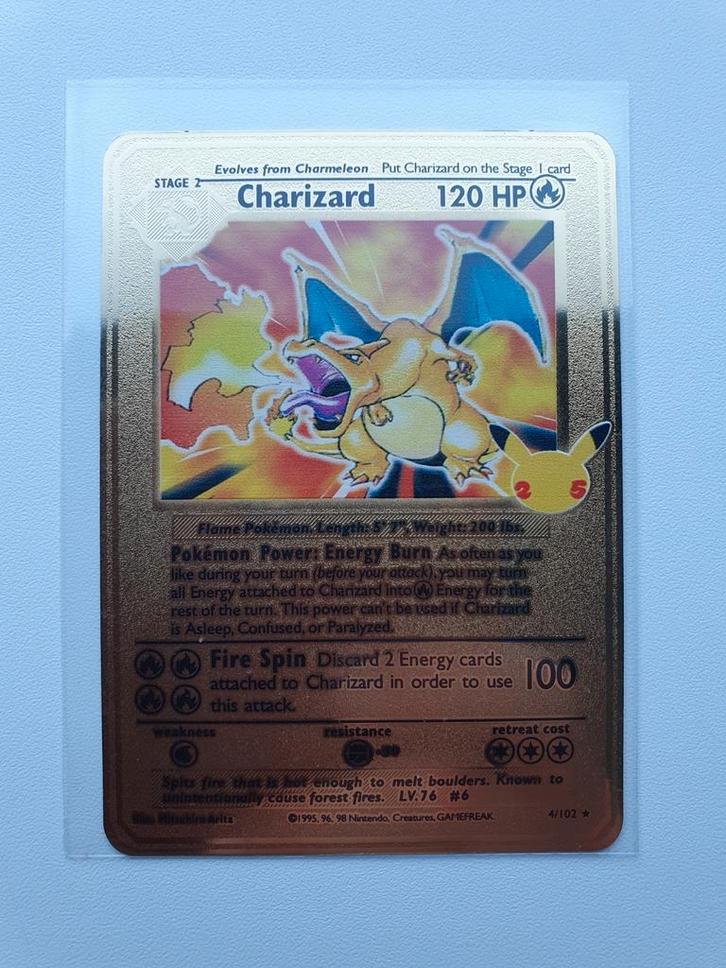 Evolves from Charmeleon Put Charizard on the Stage 1 card
STAGE 2
Charizard 120 HP
2 5
Flame Pokémon. Length: 5' 7", Weight: 200 lbs.
Pokémon Power: Energy Burn As often as you
like during your turn (before your attack), you may turn
all Energy attached to Charizard into Energy for the
rest of the turn. This power can't be used if Charizard
is Asleep, Confused, or Paralyzed.
Fire Spin Discard 2 Energy cards
attached to Charizard in order to use
this attack.
100
weakness resistance retreat cost
-30
Spits fire that is hot enough to melt boulders. Known to
unintentionally cause forest fires. LV. 76 #6
Illus. Mitsuhiro Arita ©1995, 96, 98 Nintendo, Creatures, GAMEFREAK. 4/102 ★